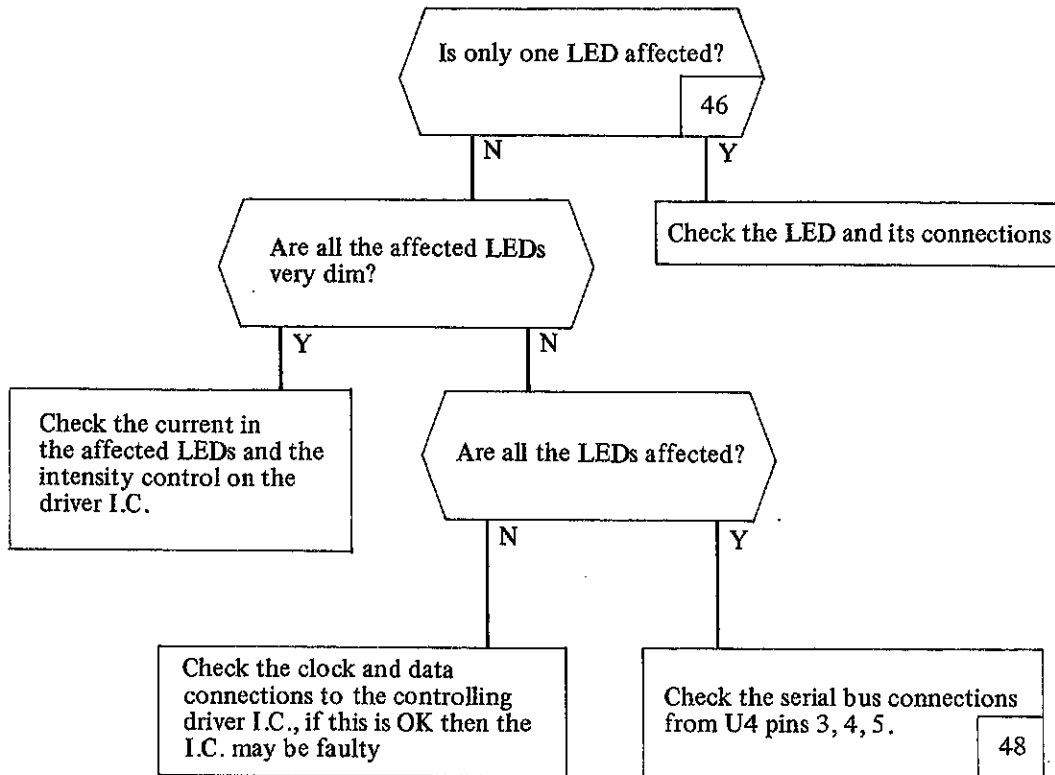 Is only one LED affected?
46
N
Y
Are all the affected LEDs
very dim?
Check the LED and its connections
Y
N
Check the current in
the affected LEDs and the
intensity control on the
driver I.C.
Are all the LEDs affected?
N
Y
Check the clock and data
connections to the controlling
driver I.C., if this is OK then the
I.C. may be faulty
Check the serial bus connections
from U4 pins 3, 4, 5.
48